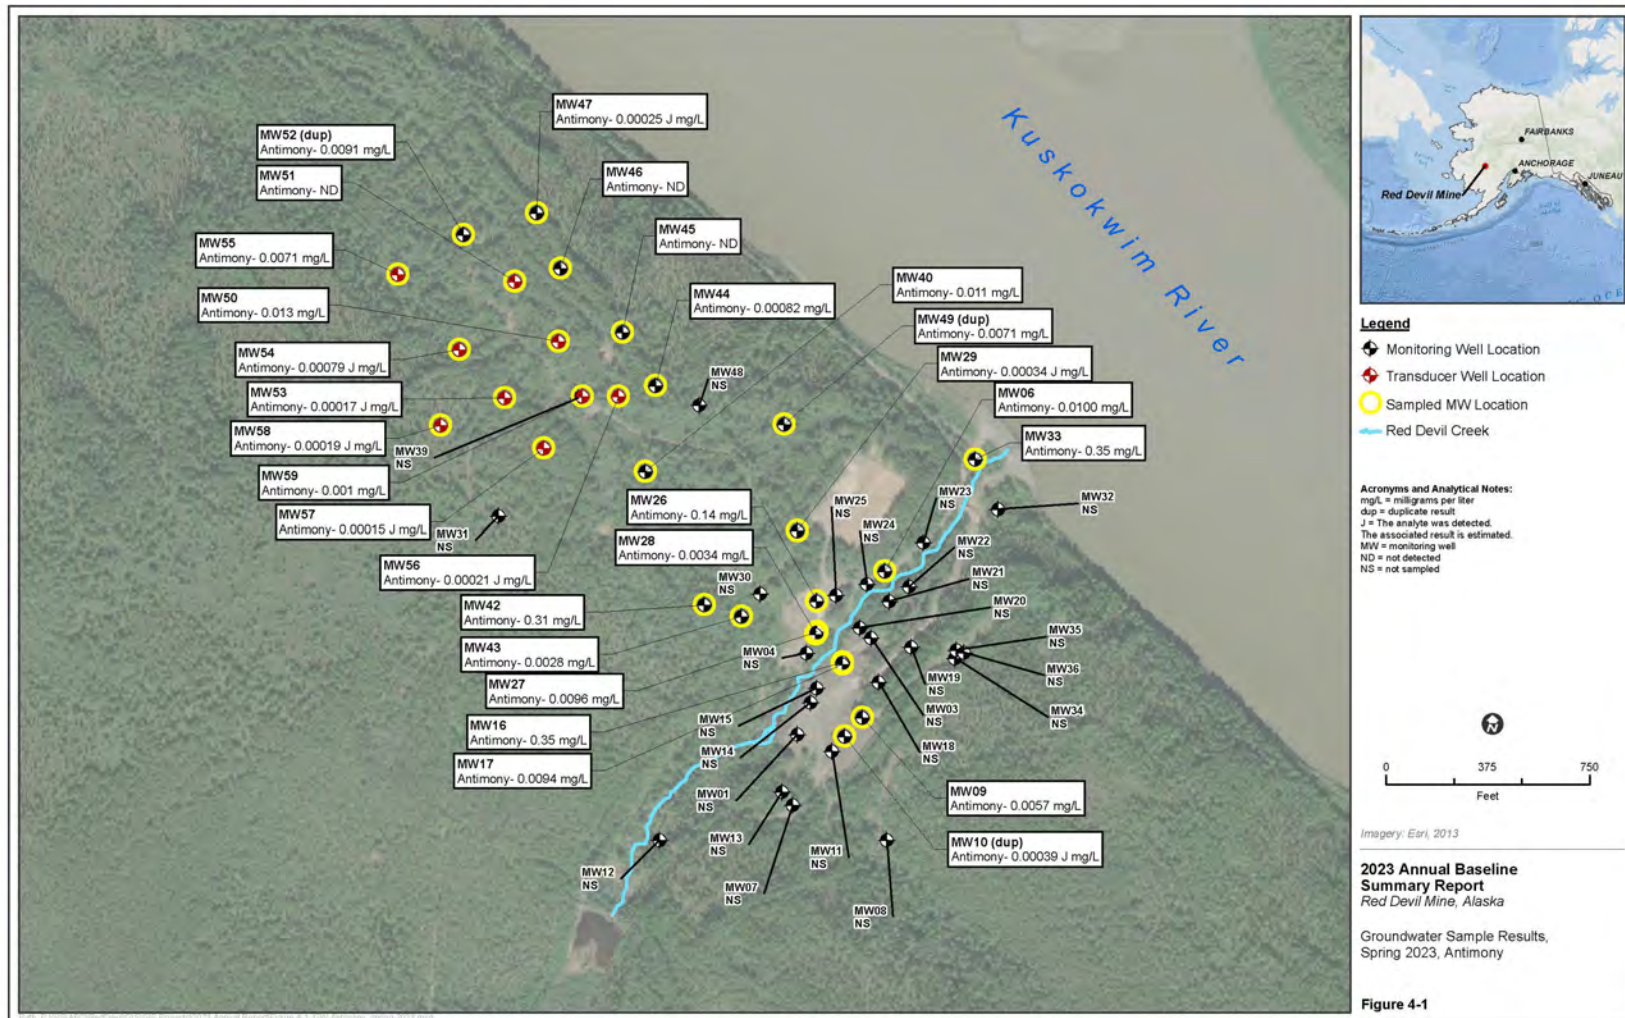 MW47
Antimony- 0.00025 J mg/L
MW52 (dup)
Antimony- 0.0091 mg/L
MW51
Antimony- ND
MW46
Antimony- ND
MW45
Antimony- ND
MW55
Antimony- 0.0071 mg/L
MW40
Antimony- 0.011 mg/L
MW50
Antimony- 0.013 mg/L
MW44
Antimony- 0.00082 mg/L
MW49 (dup)
Antimony- 0.0071 mg/L
MW54
Antimony- 0.00079 J mg/L
MW29
Antimony- 0.00034 J mg/L
MW48
NS
MW53
Antimony- 0.00017 J mg/L
MW06
Antimony- 0.0100 mg/L
MW58
Antimony- 0.00019 J mg/L
MW39
NS
MW33
Antimony- 0.35 mg/L
MW59
Antimony- 0.001 mg/L
MW57
Antimony- 0.00015 J mg/L
MW31
NS
MW26
Antimony- 0.14 mg/L
MW25
NS
MW23
NS
MW32
NS
MW24
NS
MW28
Antimony- 0.0034 mg/L
MW22
NS
MW56
Antimony- 0.00021 J mg/L
MW30
NS
MW21
NS
MW42
Antimony- 0.31 mg/L
MW20
NS
MW43
Antimony- 0.0028 mg/L
MW04
NS
MW35
NS
MW36
NS
MW27
Antimony- 0.0096 mg/L
MW19
NS
MW16
Antimony- 0.35 mg/L
MW15
NS
MW03
NS
MW34
NS
MW17
Antimony- 0.0094 mg/L
MW14
NS
MW18
NS
MW01
NS
MW09
Antimony- 0.0057 mg/L
MW13
NS
MW11
NS
MW10 (dup)
Antimony- 0.00039 J mg/L
MW12
NS
MW07
NS
MW08
NS
Kuskokwim River
FAIRBANKS
ANCHORAGE
JUNEAU
Red Devil Mine
Legend
Monitoring Well Location
Transducer Well Location
Sampled MW Location
Red Devil Creek
Acronyms and Analytical Notes:
mg/L = milligrams per liter
dup = duplicate result
J = The analyte was detected.
The associated result is estimated.
MW = monitoring well
ND = not detected
NS = not sampled
N
0 375 750
Feet
Imagery: Esri, 2013
2023 Annual Baseline
Summary Report
Red Devil Mine, Alaska
Groundwater Sample Results,
Spring 2023, Antimony
Figure 4-1